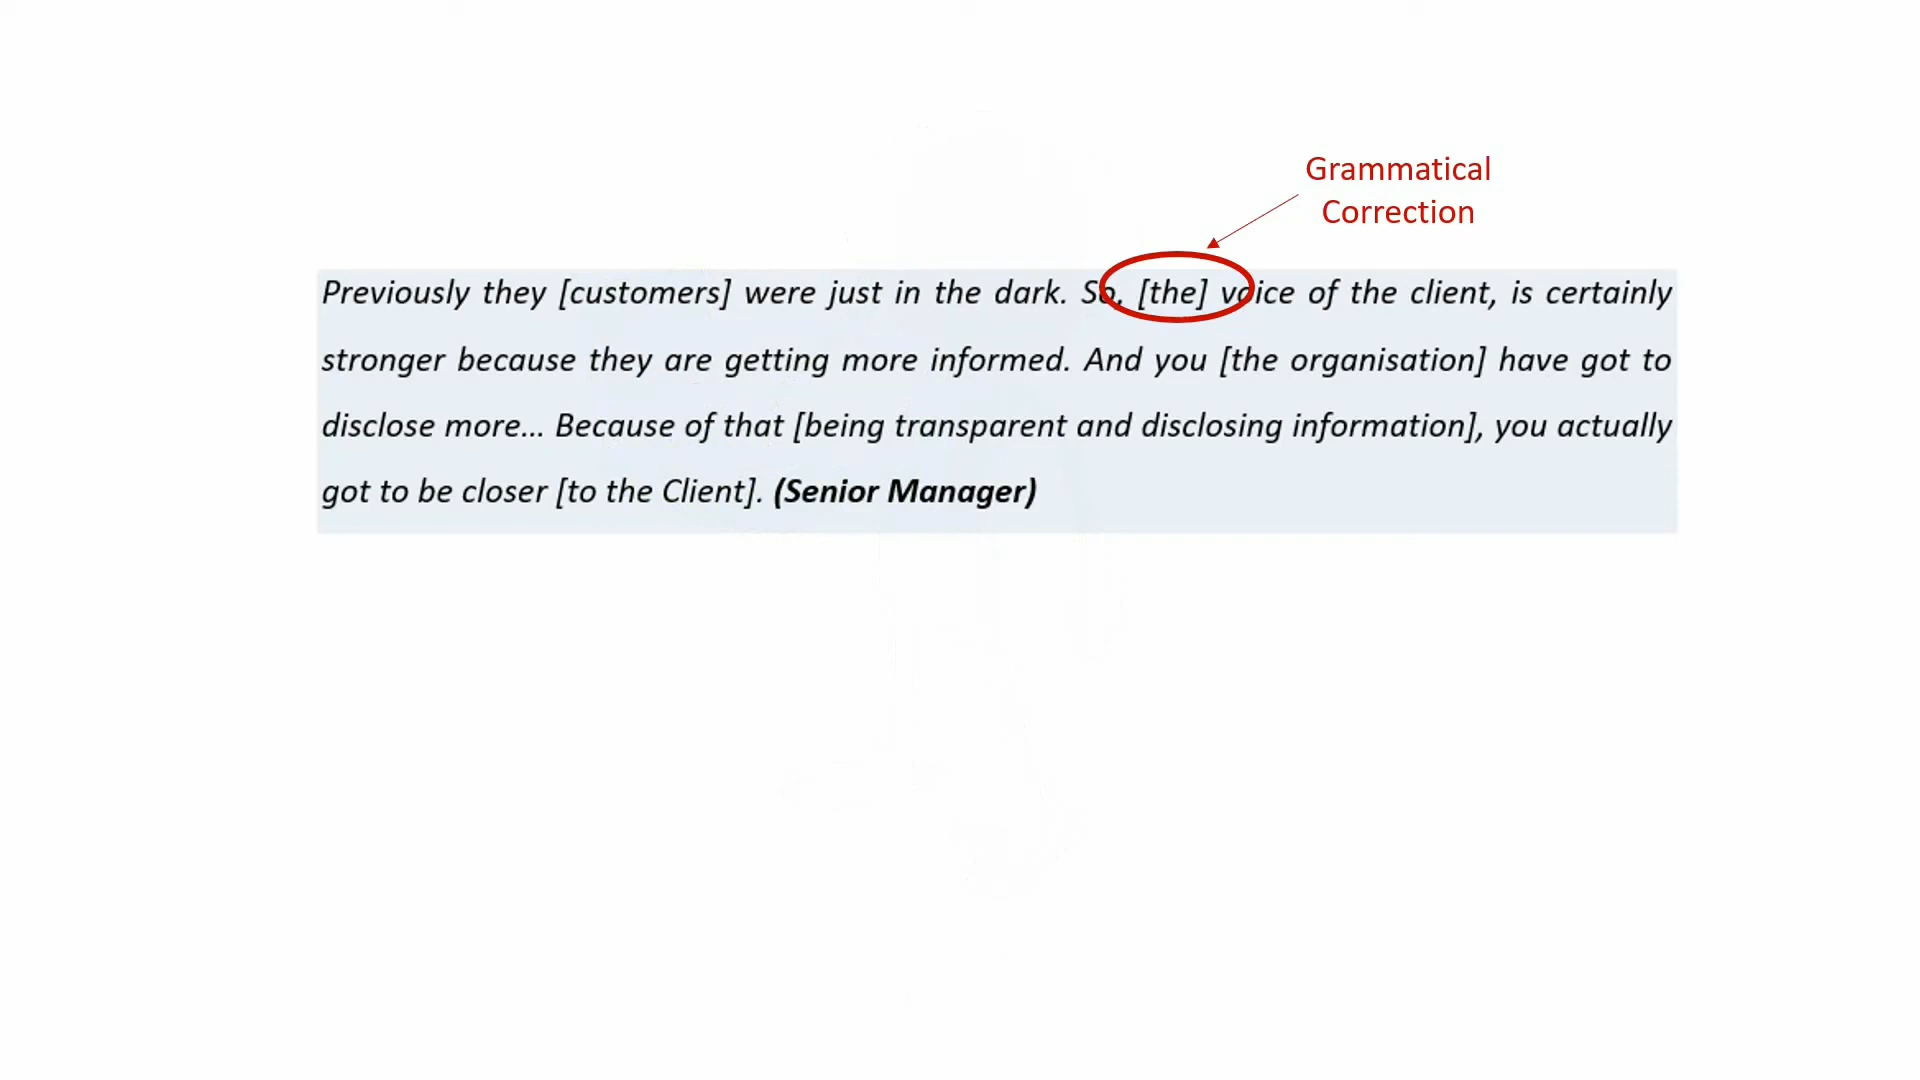 Grammatical
Correction
Previously they [customers] were just in the dark. So, [the] voice of the client, is certainly
stronger because they are getting more informed. And you [the organisation] have got to
disclose more... Because of that [being transparent and disclosing information], you actually
got to be closer [to the Client]. (Senior Manager)